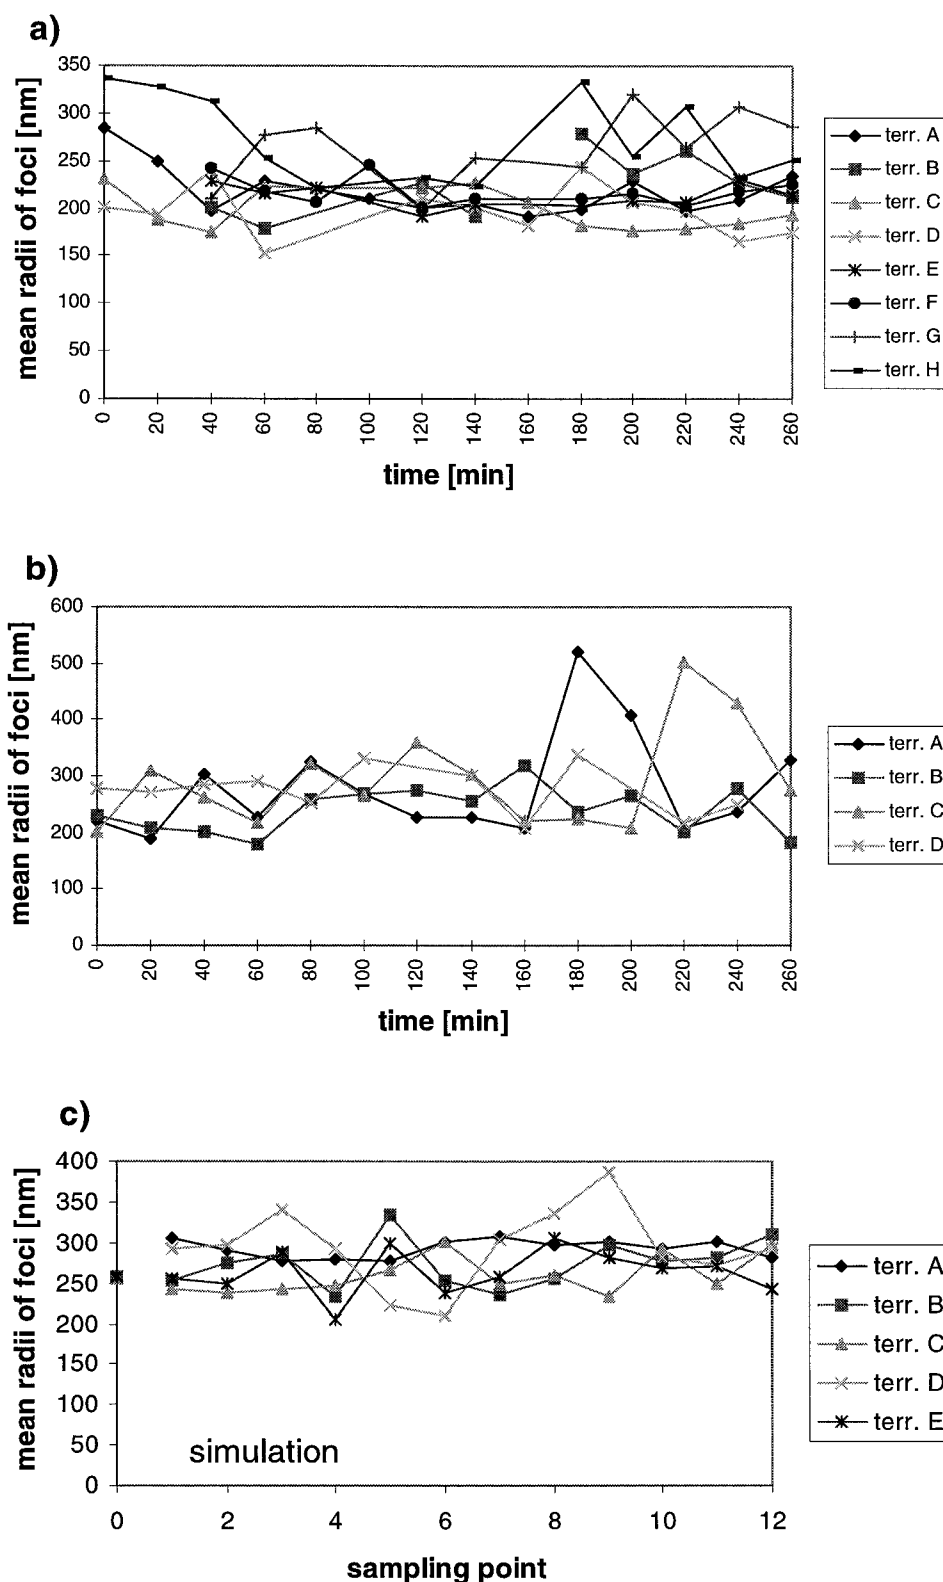 a)
mean radii of foci [nm]
350
300
250
200
150
100
50
0
0 20 40 60 80 100 120 140 160 180 200 220 240 260
time [min]
terr. A
terr. B
terr. C
terr. D
terr. E
terr. F
terr. G
terr. H
b)
mean radius of foci [nm]
600
500
400
300
200
100
0
0 20 40 60 80 100 120 140 160 180 200 220 240 260
time [min]
terr. A
terr. B
terr. C
terr. D
c)
mean radii of foci [nm]
400
350
300
250
200
150
100
50
0
simulation
0 2 4 6 8 10 12
sampling point
terr. A
terr. B
terr. C
terr. D
terr. E